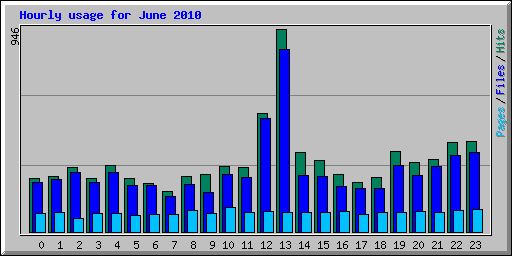 Hourly usage for June 2010
946
Pages/Files/Hits
0 1 2 3 4 5 6 7 8 9 10 11 12 13 14 15 16 17 18 19 20 21 22 23